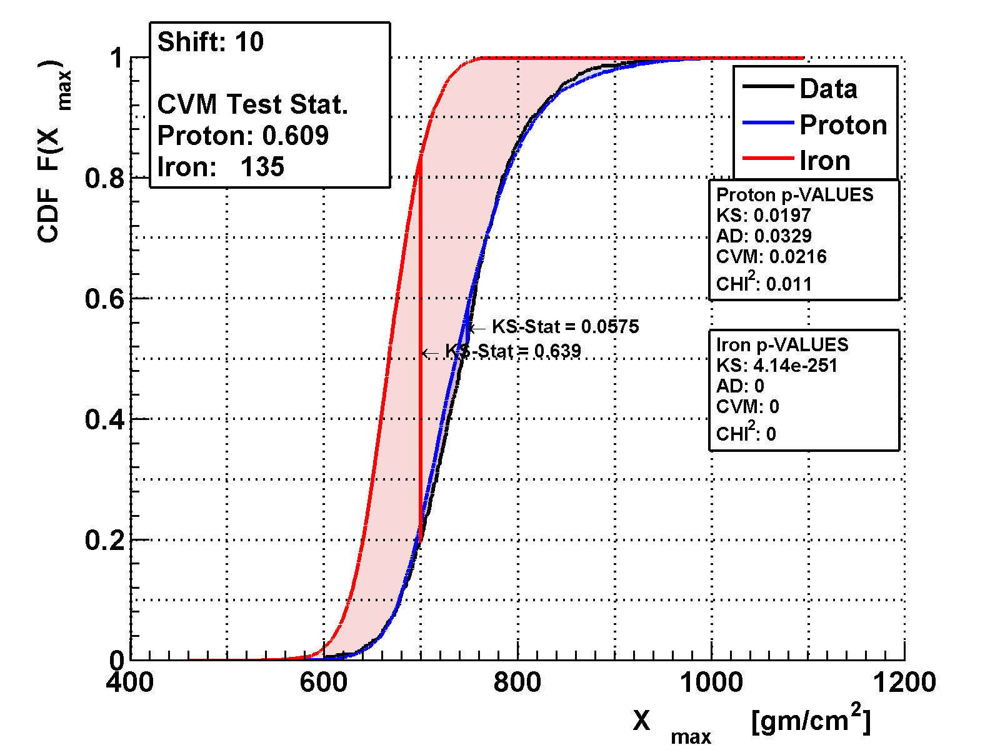 Shift: 10
CVM Test Stat.
Proton: 0.609
Iron: 135
CDF F(X max)
1
0.8
0.6
0.4
0.2
0
Data
Proton
Iron
Proton p-VALUES
KS: 0.0197
AD: 0.0329
CVM: 0.0216
CHI²: 0.011
KS-Stat = 0.0575
KS-Stat = 0.639
Iron p-VALUES
KS: 4.14e-251
AD: 0
CVM: 0
CHI²: 0
400 600 800 1000 1200
X max [gm/cm²]